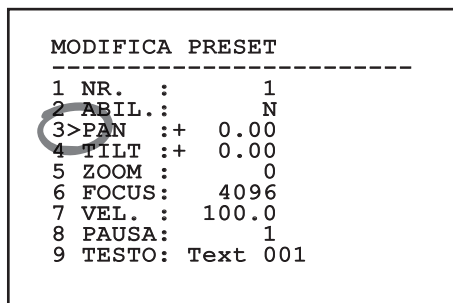 MODIFICA PRESET
------------------------
1 NR.  :       1
2 ABIL.:       N
3>PAN  :+  0.00
4 TILT :+  0.00
5 ZOOM :       0
6 FOCUS:    4096
7 VEL. :   100.0
8 PAUSA:       1
9 TESTO: Text 001